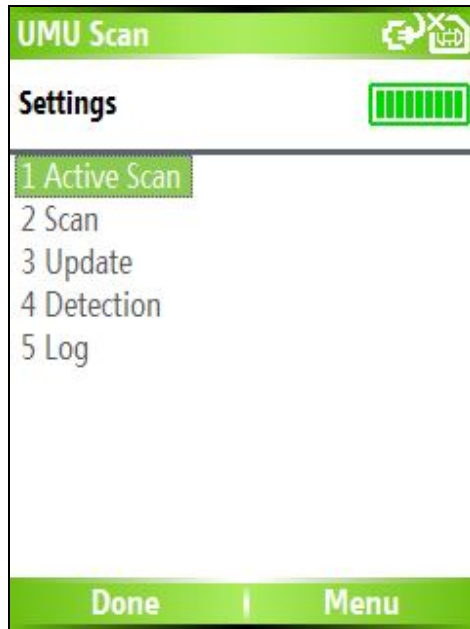 UMU Scan
Settings
1 Active Scan
2 Scan
3 Update
4 Detection
5 Log
Done Menu